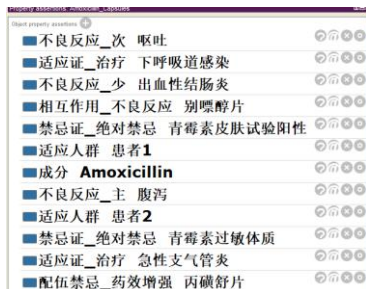 Property assertions: Amoxicillin_Capsules
Object property assertions
不良反应_次 呕吐
适应证_治疗 下呼吸道感染
不良反应_少 出血性结肠炎
相互作用_不良反应 别嘌醇片
禁忌证_绝对禁忌 青霉素皮肤试验阳性
适应人群 患者1
成分 Amoxicillin
不良反应_主 腹泻
适应人群 患者2
禁忌证_绝对禁忌 青霉素过敏体质
适应证_治疗 急性支气管炎
配伍禁忌_药效增强 丙磺舒片